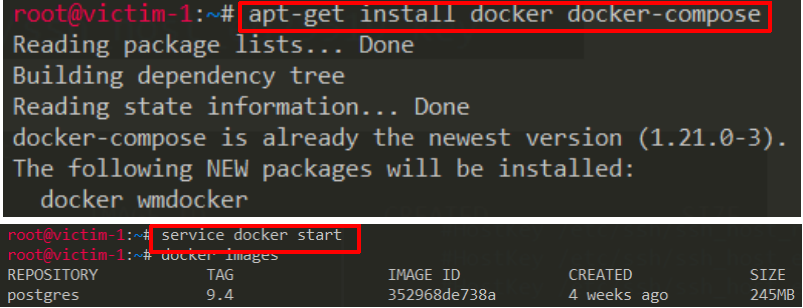 root@victim-1:~# apt-get install docker docker-compose
Reading package lists... Done
Building dependency tree
Reading state information... Done
docker-compose is already the newest version (1.21.0-3).
The following NEW packages will be installed:
  docker wmdocker
root@victim-1:~# service docker start
root@victim-1:~# docker images
REPOSITORY TAG IMAGE ID CREATED SIZE
postgres 9.4 352968de738a 4 weeks ago 245MB